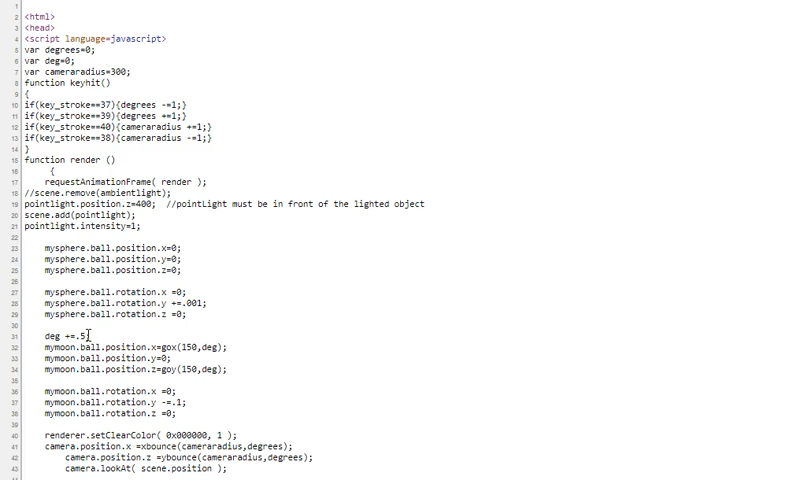 1
2 <html>
3 <head>
4 <script language=javascript>
5 var degrees=0;
6 var deg=0;
7 var cameraradius=300;
8 function keyhit()
9 {
10 if(key_stroke==37){degrees -=1;}
11 if(key_stroke==39){degrees +=1;}
12 if(key_stroke==40){cameraradius +=1;}
13 if(key_stroke==38){cameraradius -=1;}
14 }
15 function render ()
16 {
17 requestAnimationFrame( render );
18 //scene.remove(ambientlight);
19 pointlight.position.z=400; //pointLight must be in front of the lighted object
20 scene.add(pointlight);
21 pointlight.intensity=1;
22
23 mysphere.ball.position.x=0;
24 mysphere.ball.position.y=0;
25 mysphere.ball.position.z=0;
26
27 mysphere.ball.rotation.x =0;
28 mysphere.ball.rotation.y +=.001;
29 mysphere.ball.rotation.z =0;
30
31 deg +=.5;
32 mymoon.ball.position.x=gox(150,deg);
33 mymoon.ball.position.y=0;
34 mymoon.ball.position.z=goy(150,deg);
35
36 mymoon.ball.rotation.x =0;
37 mymoon.ball.rotation.y -=.1;
38 mymoon.ball.rotation.z =0;
39
40 renderer.setClearColor( 0x000000, 1 );
41 camera.position.x =xbounce(cameraradius,degrees);
42 camera.position.z =ybounce(cameraradius,degrees);
43 camera.lookAt( scene.position );